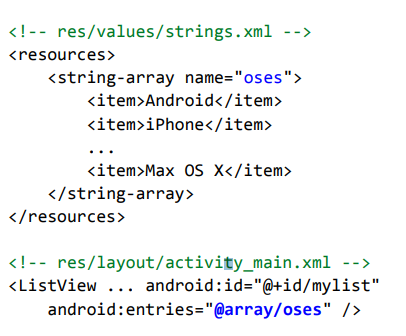 <!-- res/values/strings.xml -->
<resources>
    <string-array name="oses">
        <item>Android</item>
        <item>iPhone</item>
        ...
        <item>Max OS X</item>
    </string-array>
</resources>
<!-- res/layout/activity_main.xml -->
<ListView ... android:id="@+id/mylist"
    android:entries="@array/oses" />